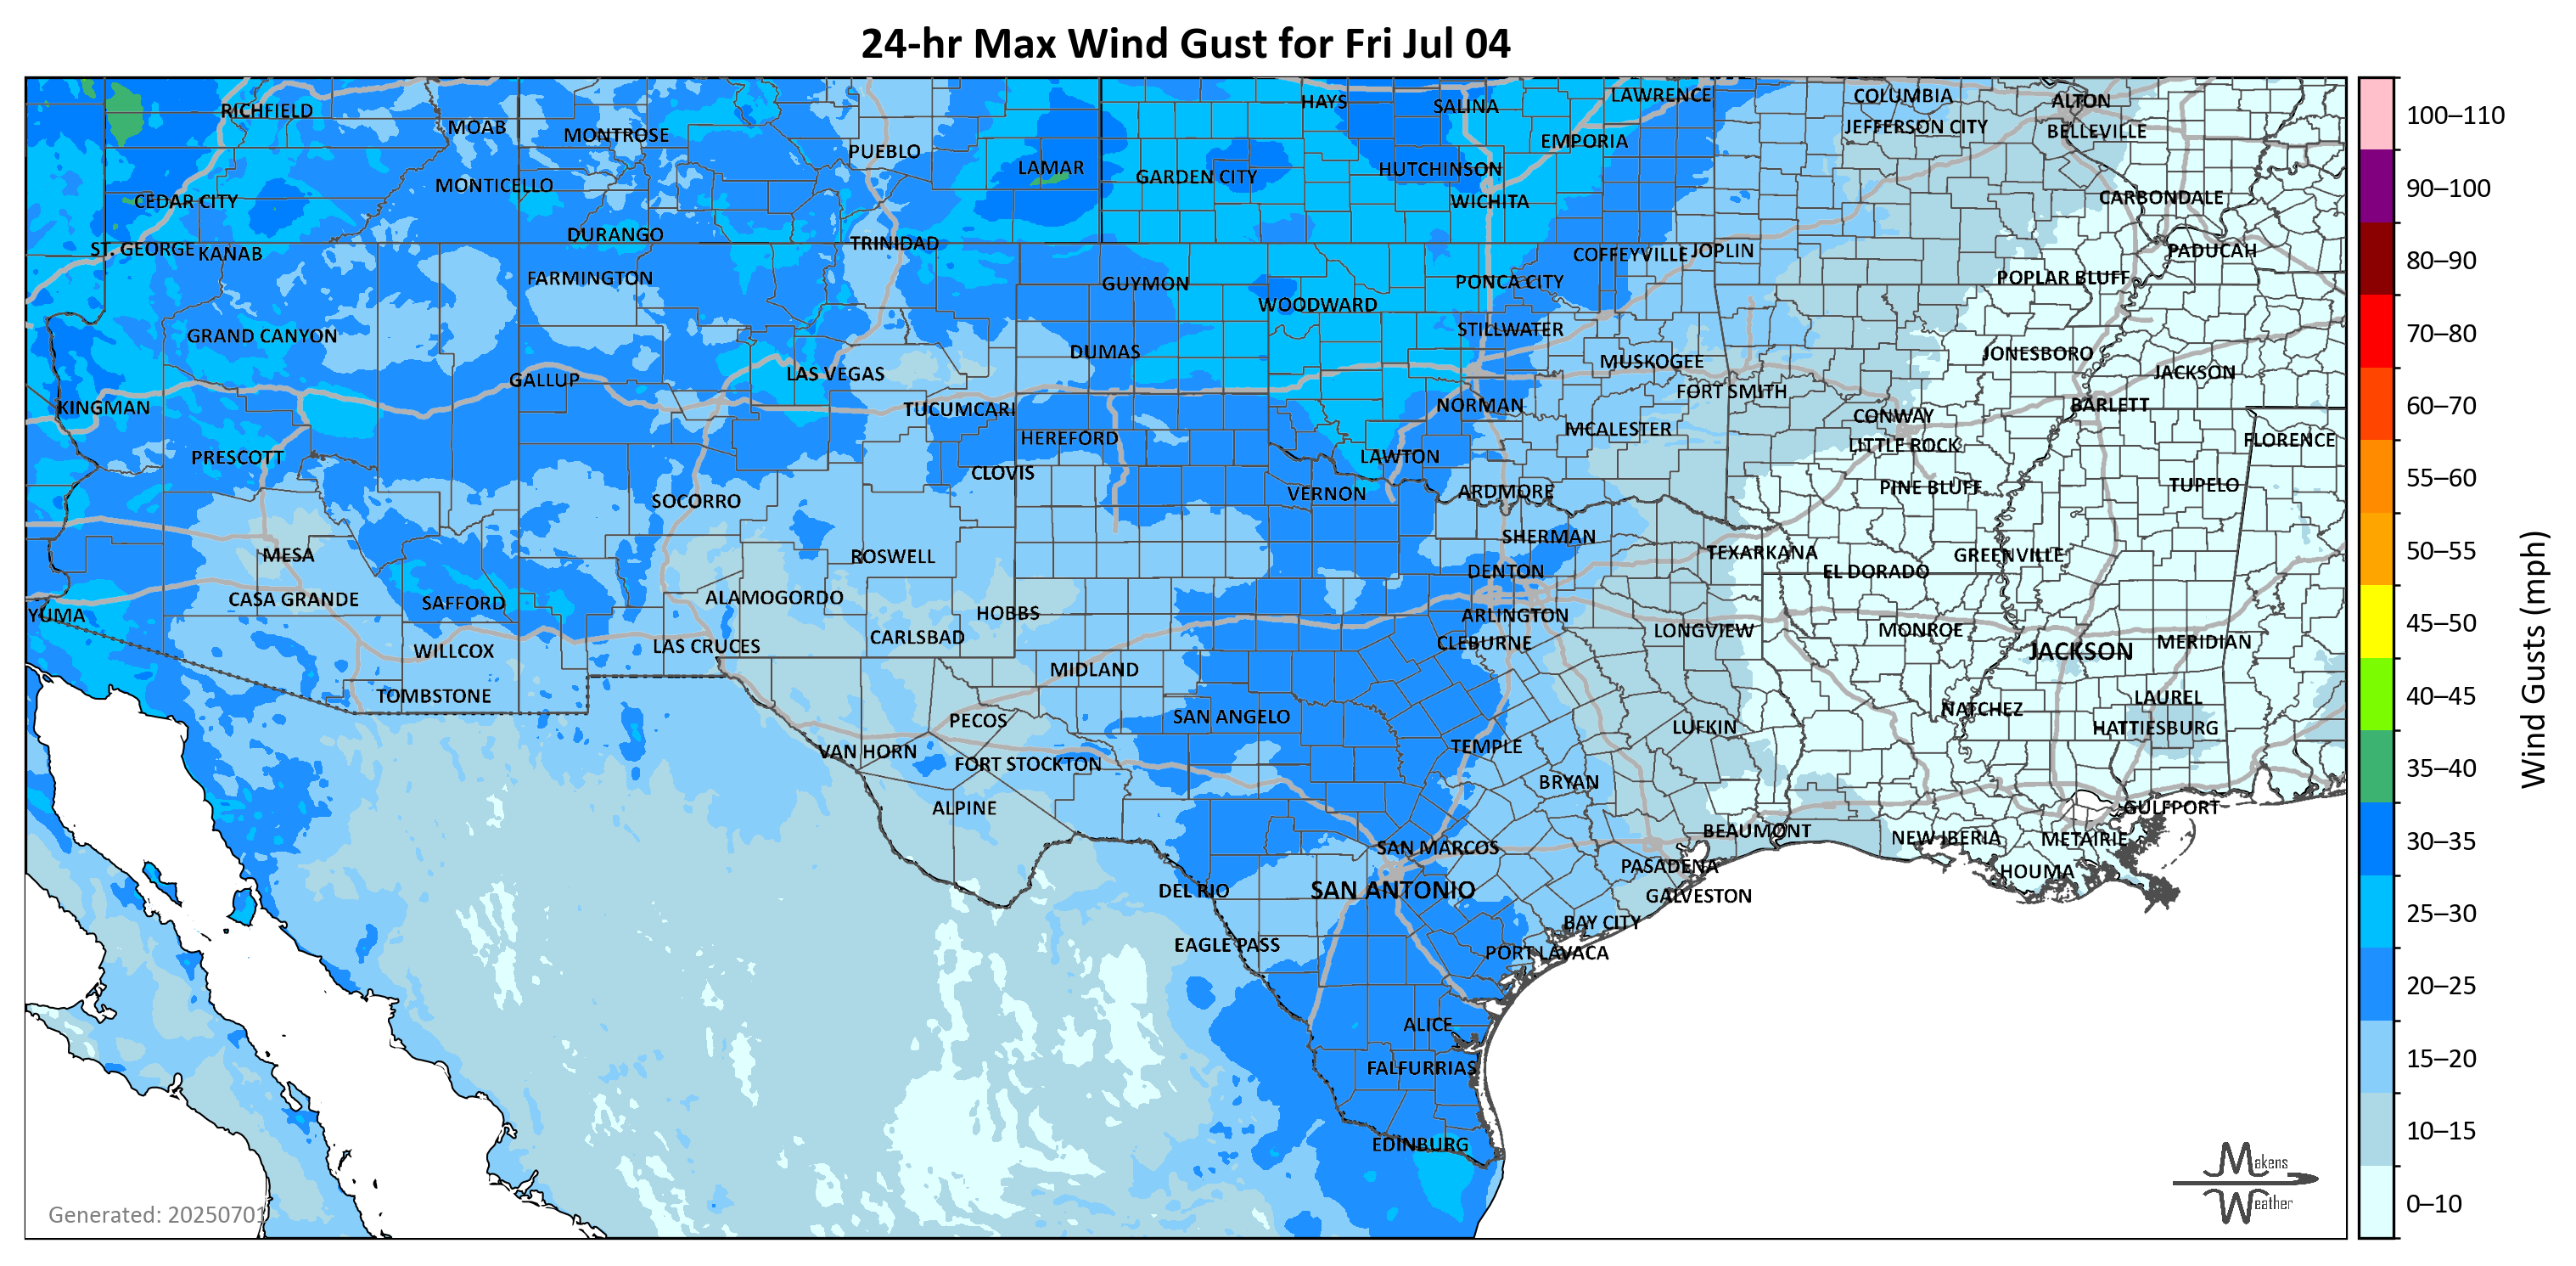 24-hr Max Wind Gust for Fri Jul 04
RICHFIELD
MOAB
MONTROSE
PUEBLO
LAMAR
HAYS
SALINA
LAWRENCE
COLUMBIA
ALTON
JEFFERSON CITY
BELLEVILLE
EMPORIA
GARDEN CITY
HUTCHINSON
MONTICELLO
CEDAR CITY
WICHITA
CARBONDALE
ST. GEORGE
KANAB
DURANGO
TRINIDAD
COFFEYVILLE
JOPLIN
PADUCAH
FARMINGTON
GUYMON
WOODWARD
PONCA CITY
POPLAR BLUFF
GRAND CANYON
DUMAS
STILLWATER
MUSKOGEE
JONESBORO
GALLUP
LAS VEGAS
FORT SMITH
JACKSON
KINGMAN
TUCUMCARI
NORMAN
CONWAY
BARLETT
PRESCOTT
HEREFORD
MCALESTER
LITTLE ROCK
FLORENCE
CLOVIS
LAWTON
SOCORRO
VERNON
ARDMORE
PINE BLUFF
TUPELO
MESA
ROSWELL
SHERMAN
TEXARKANA
GREENVILLE
DENTON
EL DORADO
YUMA
CASA GRANDE
SAFFORD
ALAMOGORDO
HOBBS
ARLINGTON
WILLCOX
LAS CRUCES
CARLSBAD
CLEBURNE
LONGVIEW
MONROE
JACKSON
MERIDIAN
TOMBSTONE
MIDLAND
LAUREL
PECOS
SAN ANGELO
NATCHEZ
HATTIESBURG
VAN HORN
FORT STOCKTON
TEMPLE
LUFKIN
ALPINE
BRYAN
GULFPORT
SAN MARCOS
BEAUMONT
NEW IBERIA
METAIRIE
DEL RIO
SAN ANTONIO
PASADENA
HOUMA
GALVESTON
EAGLE PASS
BAY CITY
PORT LAVACA
ALICE
FALFURRIAS
EDINBURG
Generated: 20250701
Makens
Weather
100–110
90–100
80–90
70–80
60–70
55–60
50–55
45–50
40–45
35–40
30–35
25–30
20–25
15–20
10–15
0–10
Wind Gusts (mph)